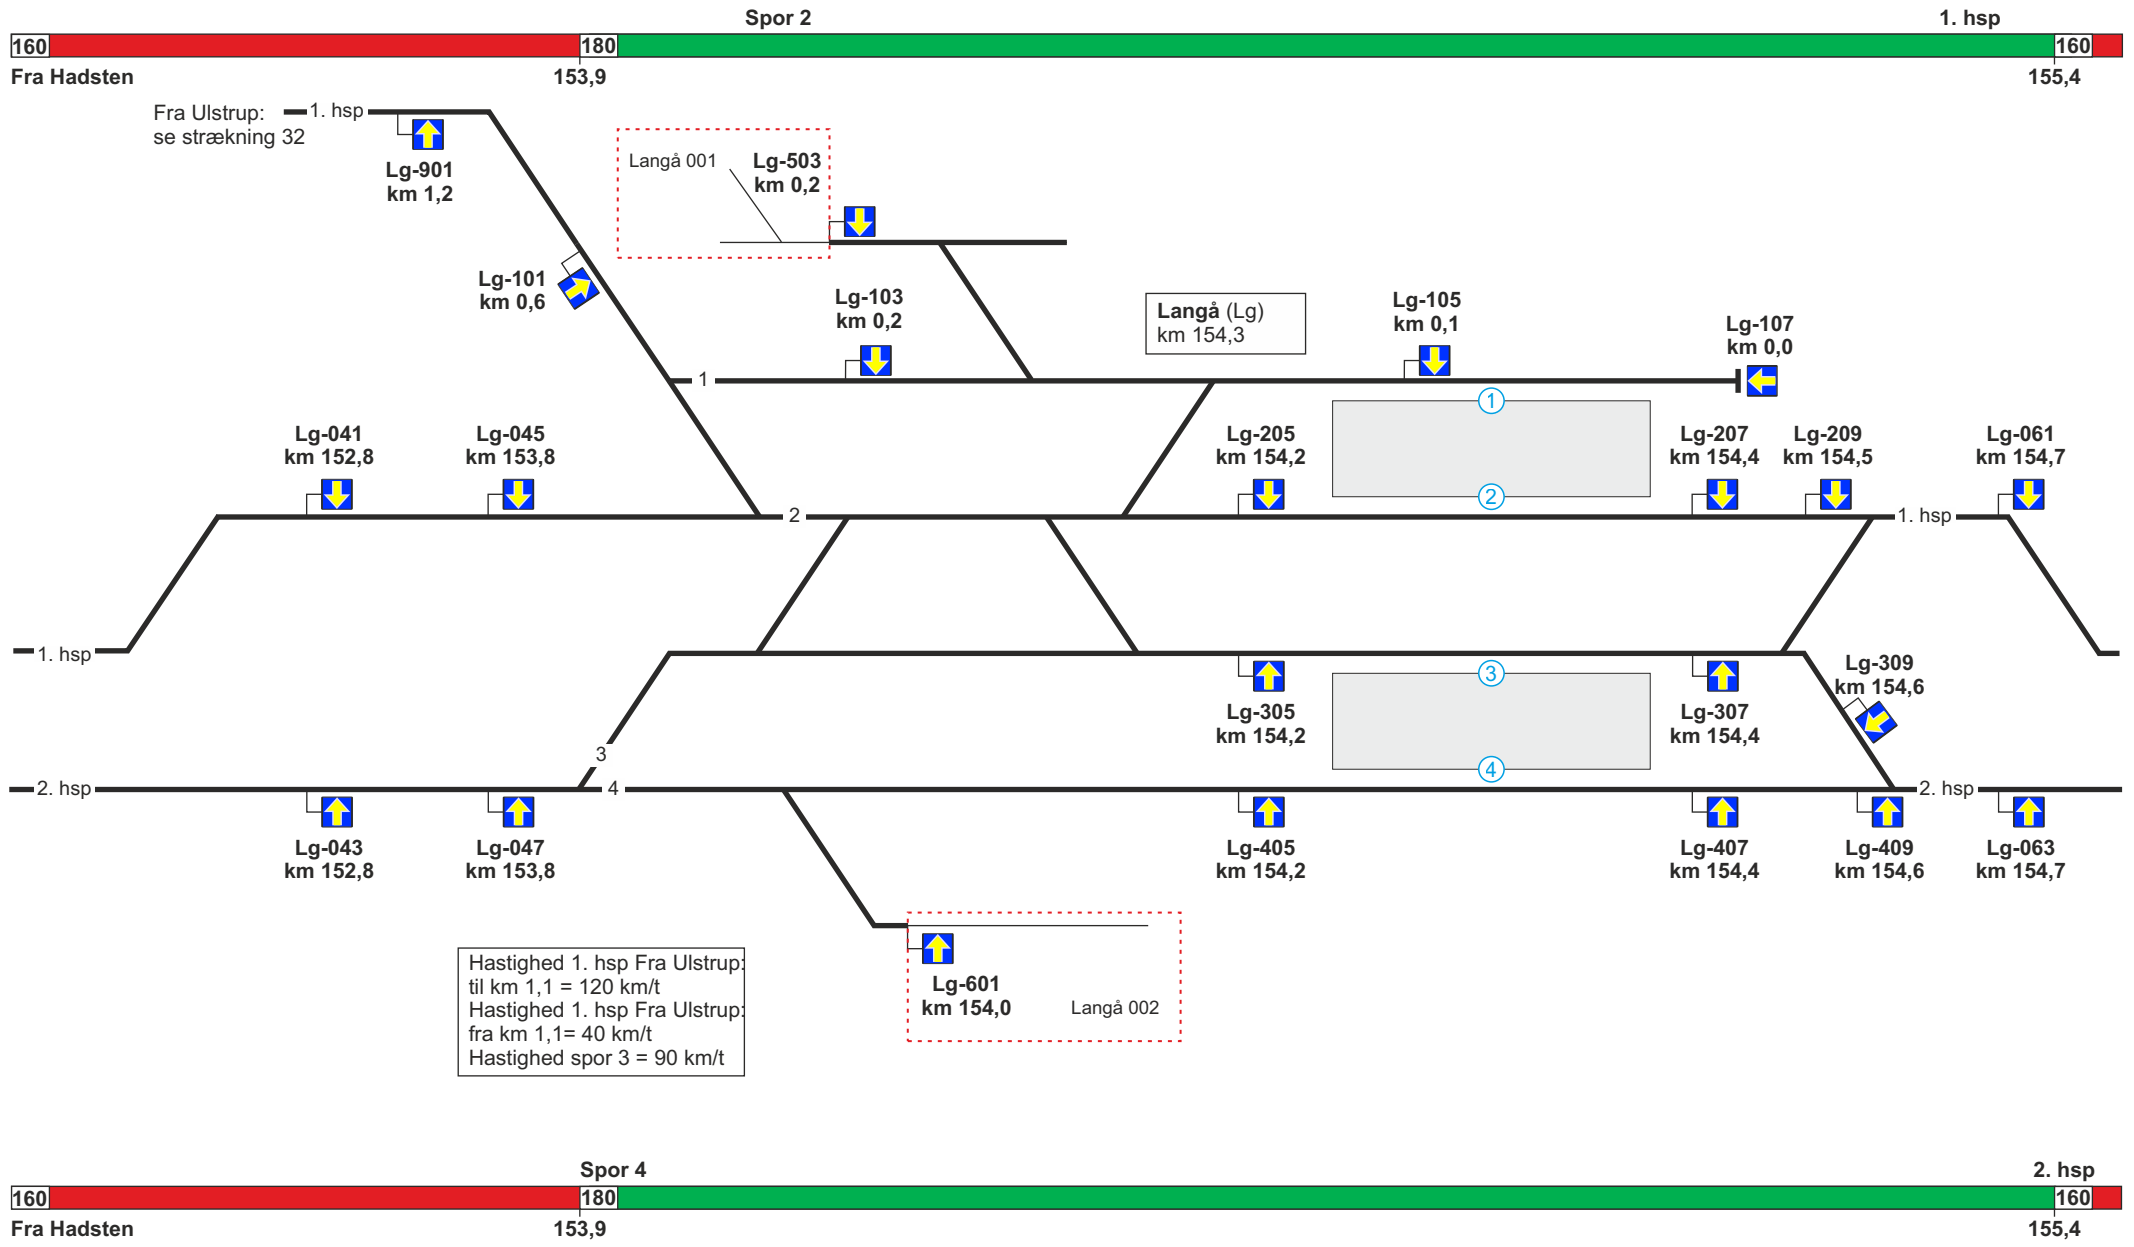 Spor 2
1. hsp
160
180
160
Fra Hadsten
153,9
155,4
Fra Ulstrup:
se strækning 32
1. hsp
Lg-901
km 1,2
Langå 001
Lg-503
km 0,2
Lg-101
km 0,6
Lg-103
km 0,2
Langå (Lg)
km 154,3
Lg-105
km 0,1
Lg-107
km 0,0
1
1
Lg-041
km 152,8
Lg-045
km 153,8
Lg-205
km 154,2
Lg-207
km 154,4
Lg-209
km 154,5
Lg-061
km 154,7
2
2
1. hsp
1. hsp
3
Lg-305
km 154,2
Lg-307
km 154,4
Lg-309
km 154,6
3
4
2. hsp
4
2. hsp
Lg-043
km 152,8
Lg-047
km 153,8
Lg-405
km 154,2
Lg-407
km 154,4
Lg-409
km 154,6
Lg-063
km 154,7
Lg-601
km 154,0
Langå 002
Hastighed 1. hsp Fra Ulstrup:
til km 1,1 = 120 km/t
Hastighed 1. hsp Fra Ulstrup:
fra km 1,1= 40 km/t
Hastighed spor 3 = 90 km/t
Spor 4
2. hsp
160
180
160
Fra Hadsten
153,9
155,4